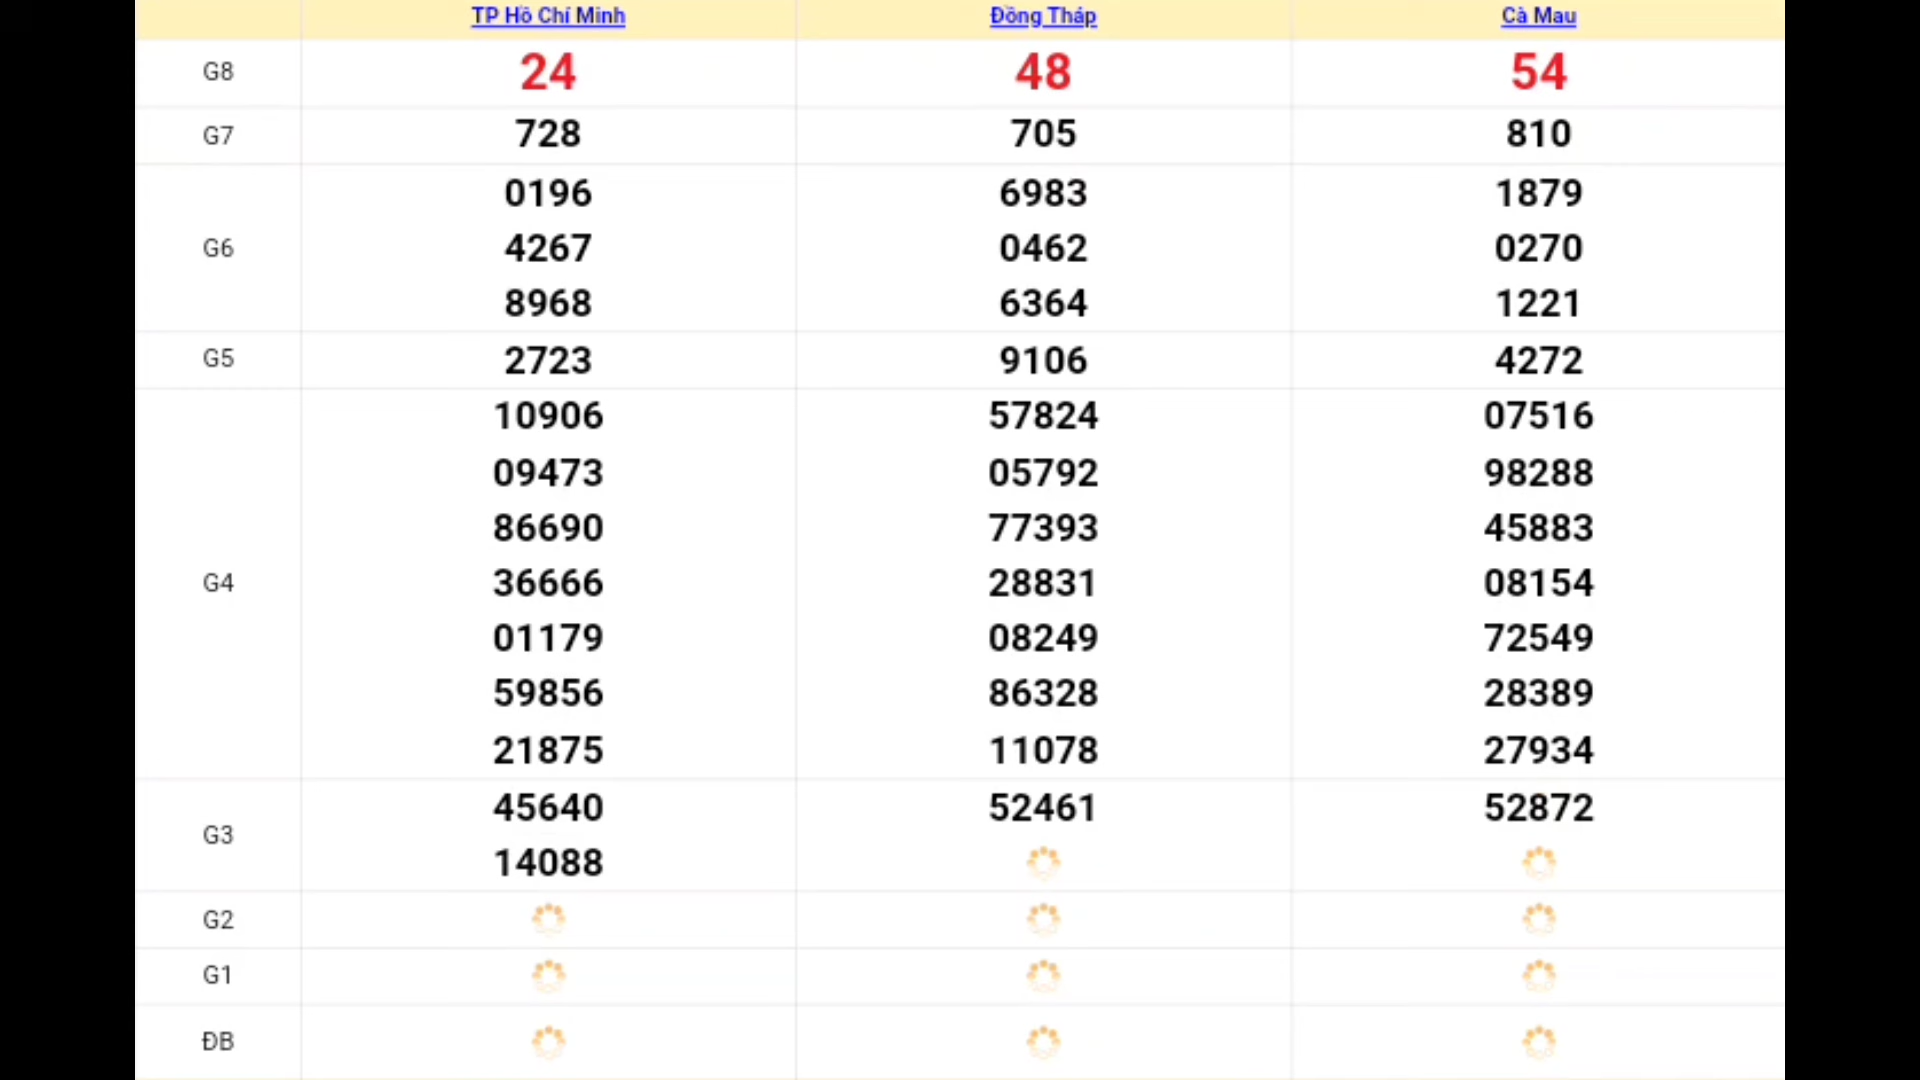 TP Hồ Chí Minh Đồng Tháp Cà Mau
G8 24 48 54
G7 728 705 810
0196 6983 1879
G6 4267 0462 0270
8968 6364 1221
G5 2723 9106 4272
10906 57824 07516
09473 05792 98288
86690 77393 45883
G4 36666 28831 08154
01179 08249 72549
59856 86328 28389
21875 11078 27934
G3 45640 52461 52872
14088
G2
G1
ĐB